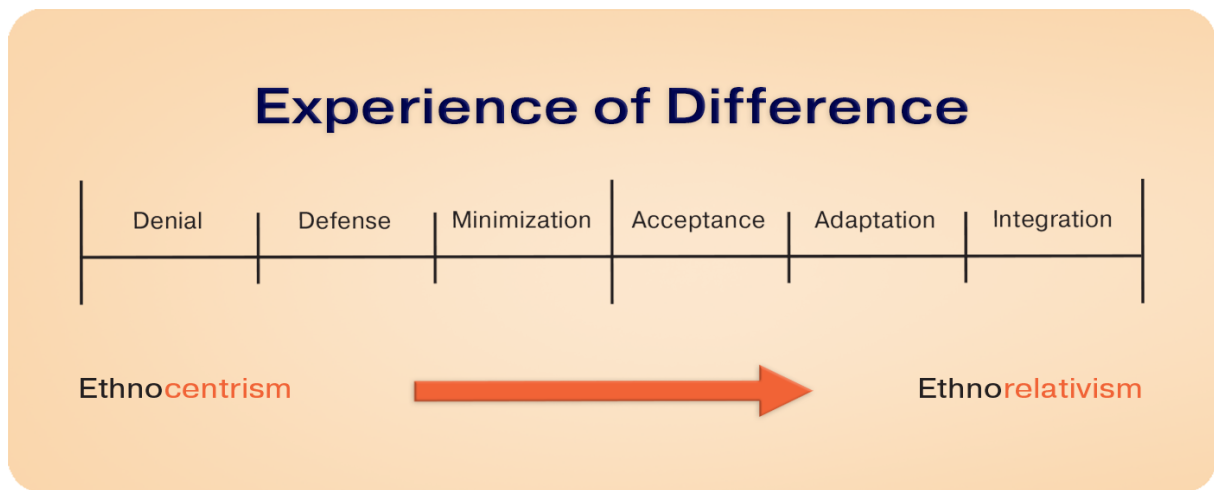 Experience of Difference
Denial Defense Minimization Acceptance Adaptation Integration
Ethnocentrism Ethnorelativism